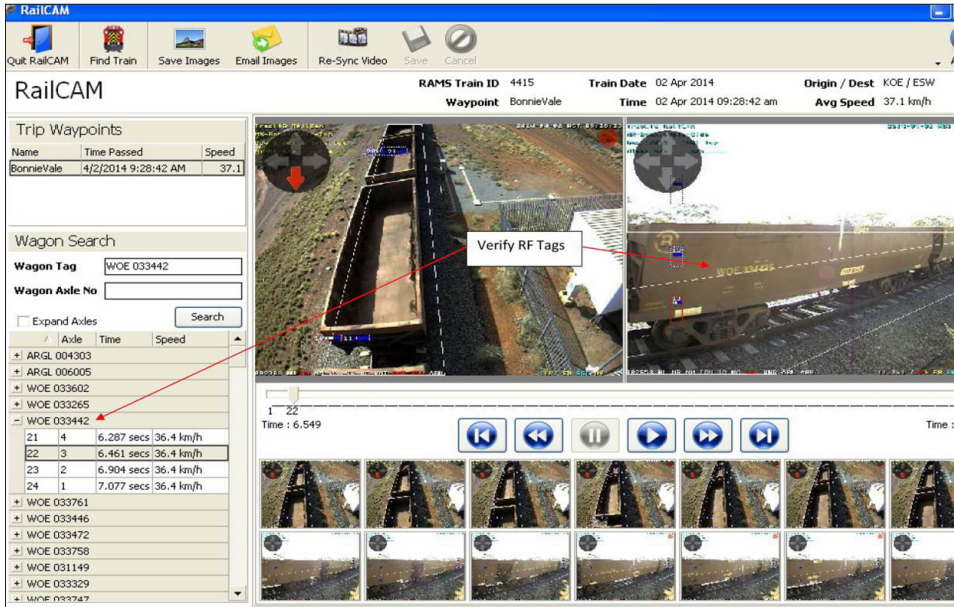 RailCAM
Quit RailCAM Find Train Save Images Email Images Re-Sync Video Save Cancel
RailCAM
RAMS Train ID 4415 Train Date 02 Apr 2014 Origin / Dest KOE / ESW
Waypoint BonnieVale Time 02 Apr 2014 09:28:42 am Avg Speed 37.1 km/h
Trip Waypoints
Name Time Passed Speed
BonnieVale 4/2/2014 9:28:42 AM 37.1
Wagon Search
Wagon Tag WOE 033442
Wagon Axle No
Search
Expand Axles
Axle Time Speed
ARGL 004303
ARGL 006005
WOE 033602
WOE 033265
WOE 033442
21 4 6.287 secs 36.4 km/h
22 3 6.461 secs 36.4 km/h
23 2 6.904 secs 36.4 km/h
24 1 7.077 secs 36.4 km/h
WOE 033761
WOE 033446
WOE 033472
WOE 033758
WOE 031149
WOE 033329
WOE 033747
Verify RF Tags
1 22
Time : 6.549
Time :